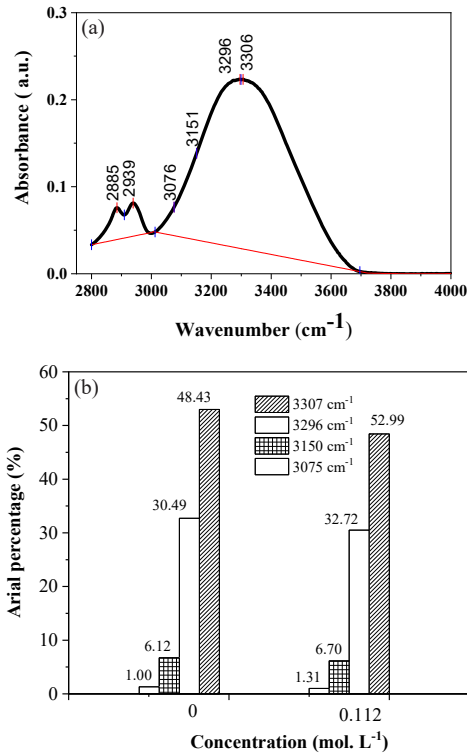 (a)
0.3
0.2
0.1
0.0
Absorbance ( a.u.)
2885
2939
3076
3151
3296
3306
2800 3000 3200 3400 3600 3800 4000
Wavenumber (cm-1)
(b)
60
50
40
30
20
10
0
Arial percentage (%)
3307 cm-1
3296 cm-1
3150 cm-1
3075 cm-1
1.00
6.12
30.49
48.43
1.31
6.70
32.72
52.99
0 0.112
Concentration (mol. L-1)